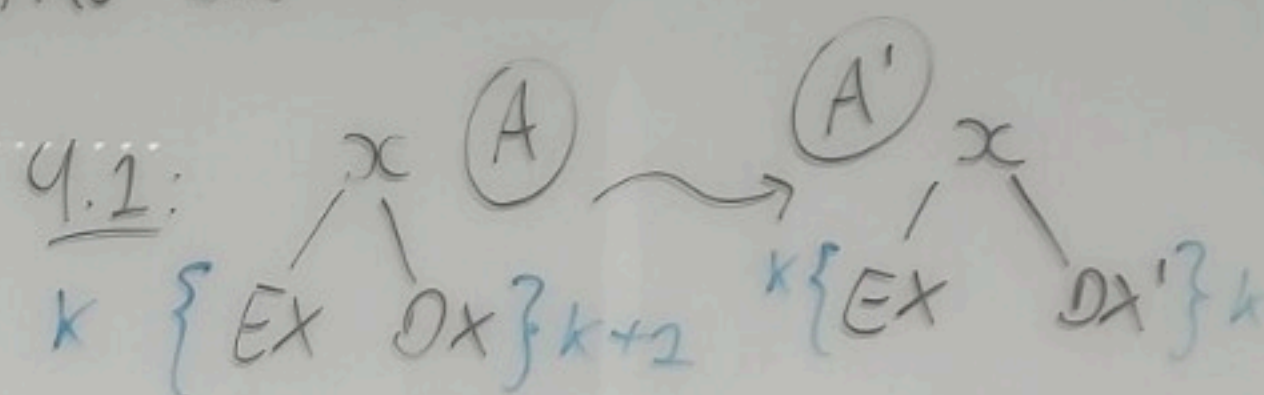 4.1: x A A' x
k { EX DX } k+1 k { EX DX' } k